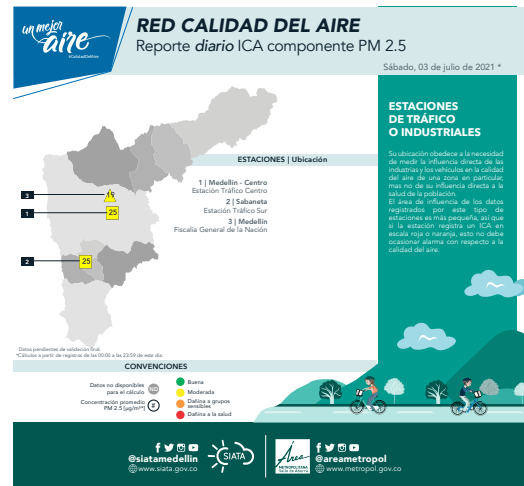 un mejor
aire
#CalidadDelAire
RED CALIDAD DEL AIRE
Reporte diario ICA componente PM 2.5
Sábado, 03 de julio de 2021 *
ESTACIONES
DE TRÁFICO
O INDUSTRIALES
Su ubicación obedece a la necesidad
de medir la influencia directa de las
industrias y los vehículos en la calidad
del aire de una zona en particular,
mas no de su influencia directa a la
salud de la población.
El área de influencia de los datos
registrados por este tipo de
estaciones es más pequeña, así que
si la estación registra un ICA en
escala roja o naranja, esto no debe
ocasionar alarma con respecto a la
calidad del aire.
ESTACIONES | Ubicación
1 | Medellín - Centro
Estación Tráfico Centro
2 | Sabaneta
Estación Tráfico Sur
3 | Medellín
Fiscalía General de la Nación
3
1
25
2
25
Datos pendientes de validación final.
*Cálculos a partir de registros de las 00:00 a las 23:59 de este día.
CONVENCIONES
Datos no disponibles
para el cálculo
ND
Concentración promedio
PM 2.5 [µg/m³*]
#
Buena
Moderada
Dañina a grupos
sensibles
Dañina a la salud
@siatamedellin
www.siata.gov.co
SIATA
Área
METROPOLITANA
Valle de Aburrá
@areametropol
www.metropol.gov.co